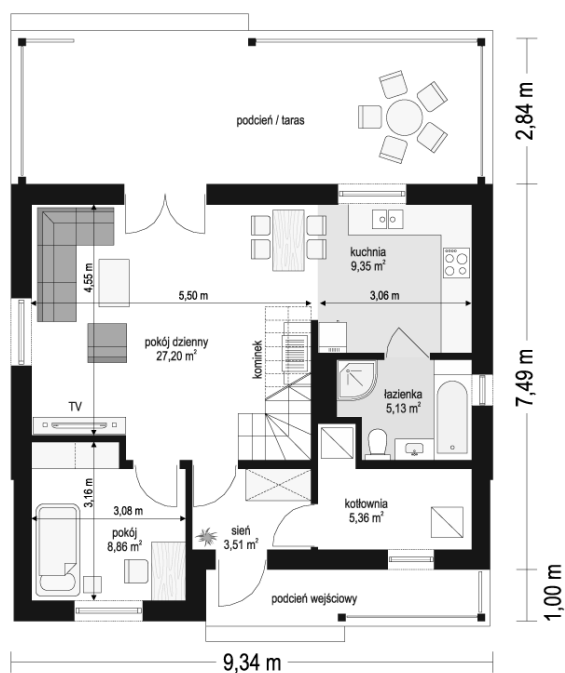 podcień / taras
2,84 m
kuchnia
9,35 m²
4,55 m
5,50 m
3,06 m
pokój dzienny
27,20 m²
kominek
7,49 m
łazienka
5,13 m²
TV
3,16 m
3,08 m
pokój
8,86 m²
sień
3,51 m²
kotłownia
5,36 m²
podcień wejściowy
1,00 m
9,34 m